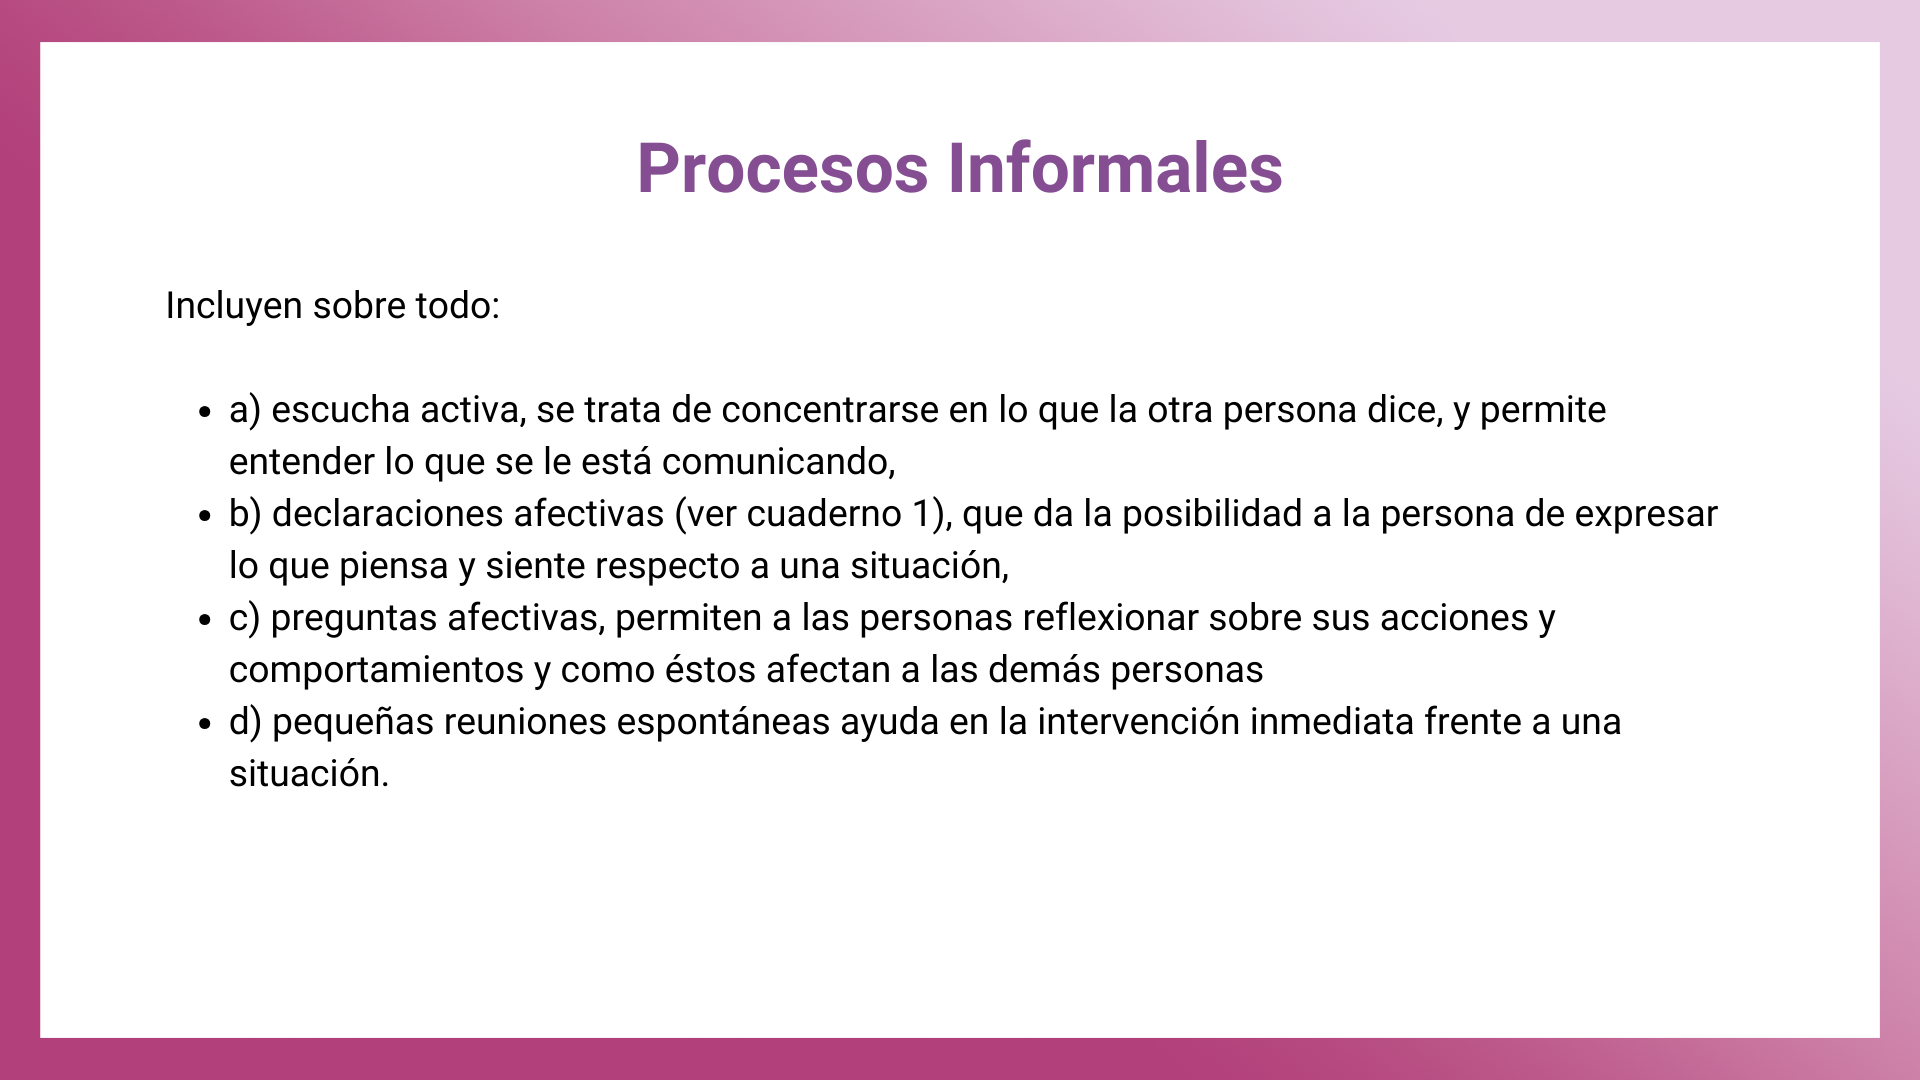 Procesos Informales
Incluyen sobre todo:
• a) escucha activa, se trata de concentrarse en lo que la otra persona dice, y permite
entender lo que se le está comunicando,
• b) declaraciones afectivas (ver cuaderno 1), que da la posibilidad a la persona de expresar
lo que piensa y siente respecto a una situación,
• c) preguntas afectivas, permiten a las personas reflexionar sobre sus acciones y
comportamientos y como éstos afectan a las demás personas
• d) pequeñas reuniones espontáneas ayuda en la intervención inmediata frente a una
situación.